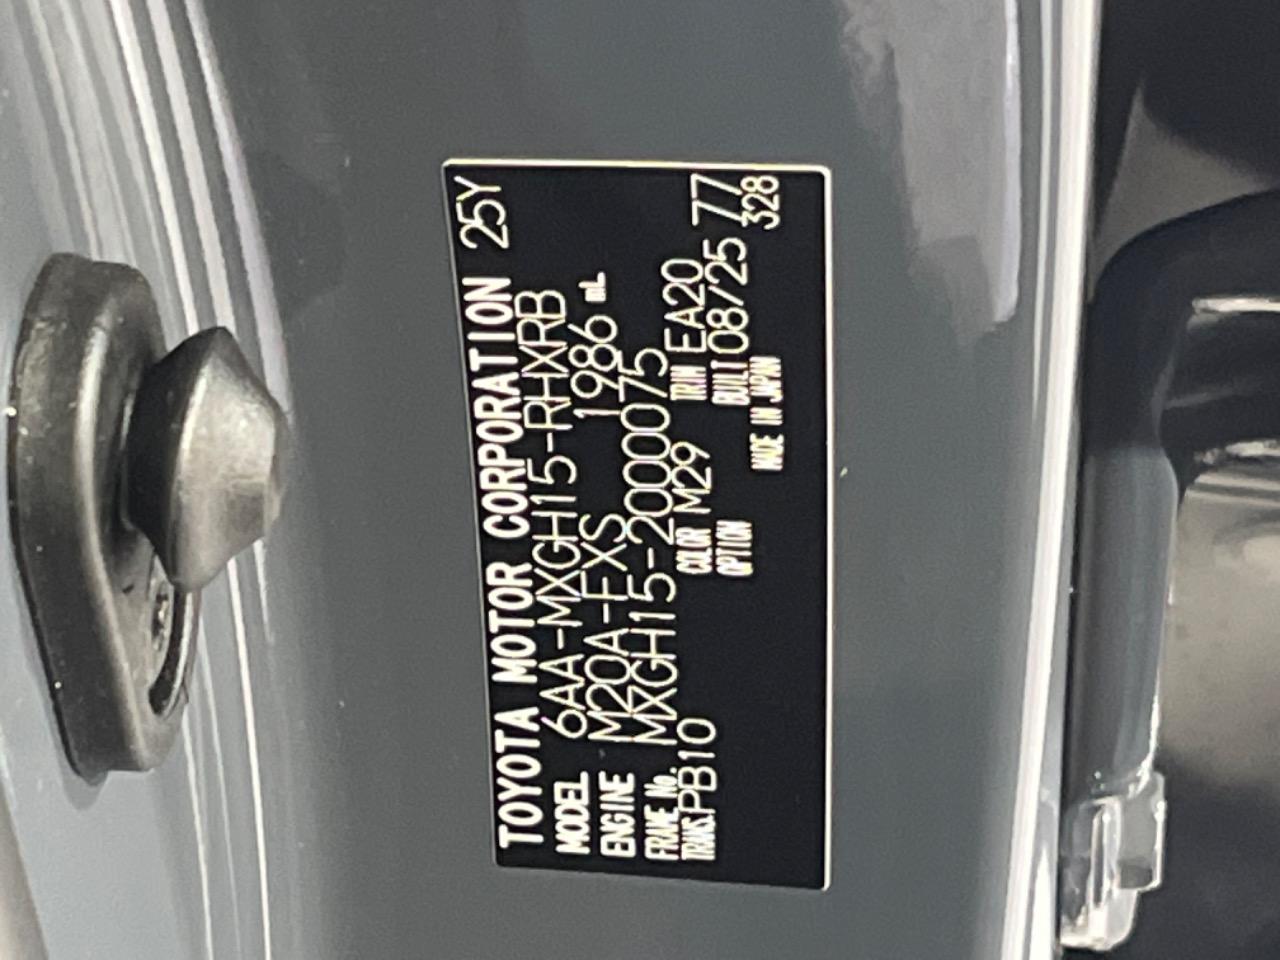 TOYOTA MOTOR CORPORATION 25Y
MODEL 6AA-MXGH15-RHXRB
ENGINE M20A-FXS 1986 mL
FRAME No. MXGH15-2000075
TRANS. PB10 COLOR M29 TRIM EA20 77
OPTION BUILT 08/25
MADE IN JAPAN 328